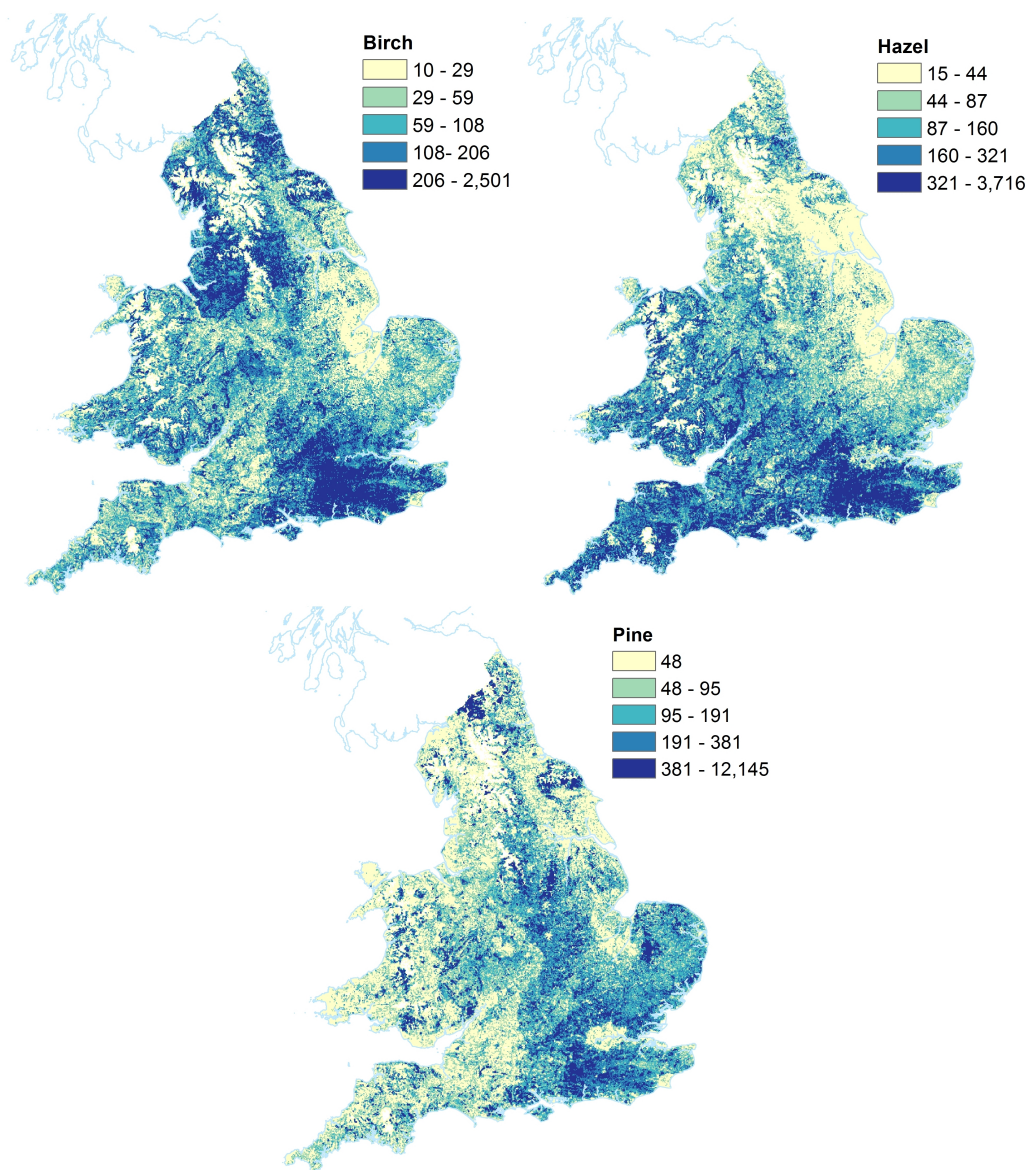 Birch
10 - 29
29 - 59
59 - 108
108- 206
206 - 2,501
Hazel
15 - 44
44 - 87
87 - 160
160 - 321
321 - 3,716
Pine
48
48 - 95
95 - 191
191 - 381
381 - 12,145